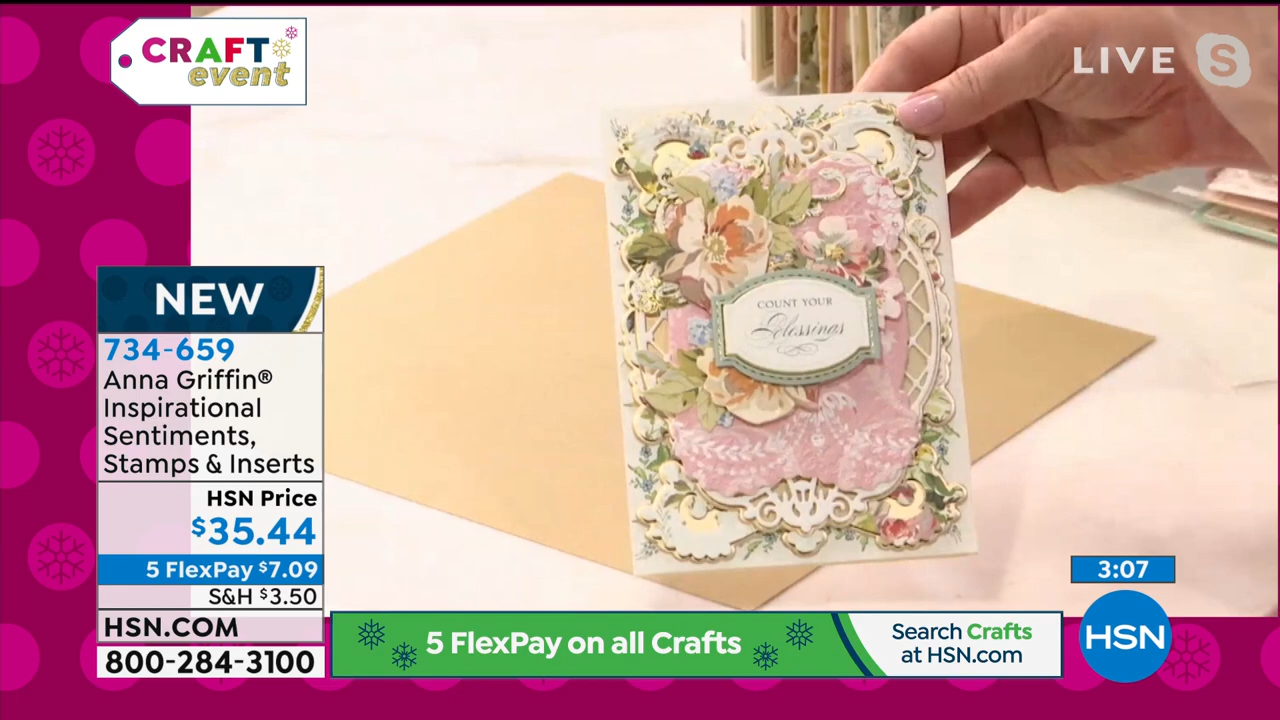 CRAFT
event
LIVE S
COUNT YOUR
Blessings
NEW
734-659
Anna Griffin®
Inspirational
Sentiments,
Stamps & Inserts
HSN Price
$35.44
5 FlexPay $7.09
S&H $3.50
HSN.COM
800-284-3100
5 FlexPay on all Crafts
Search Crafts
at HSN.com
3:07
HSN